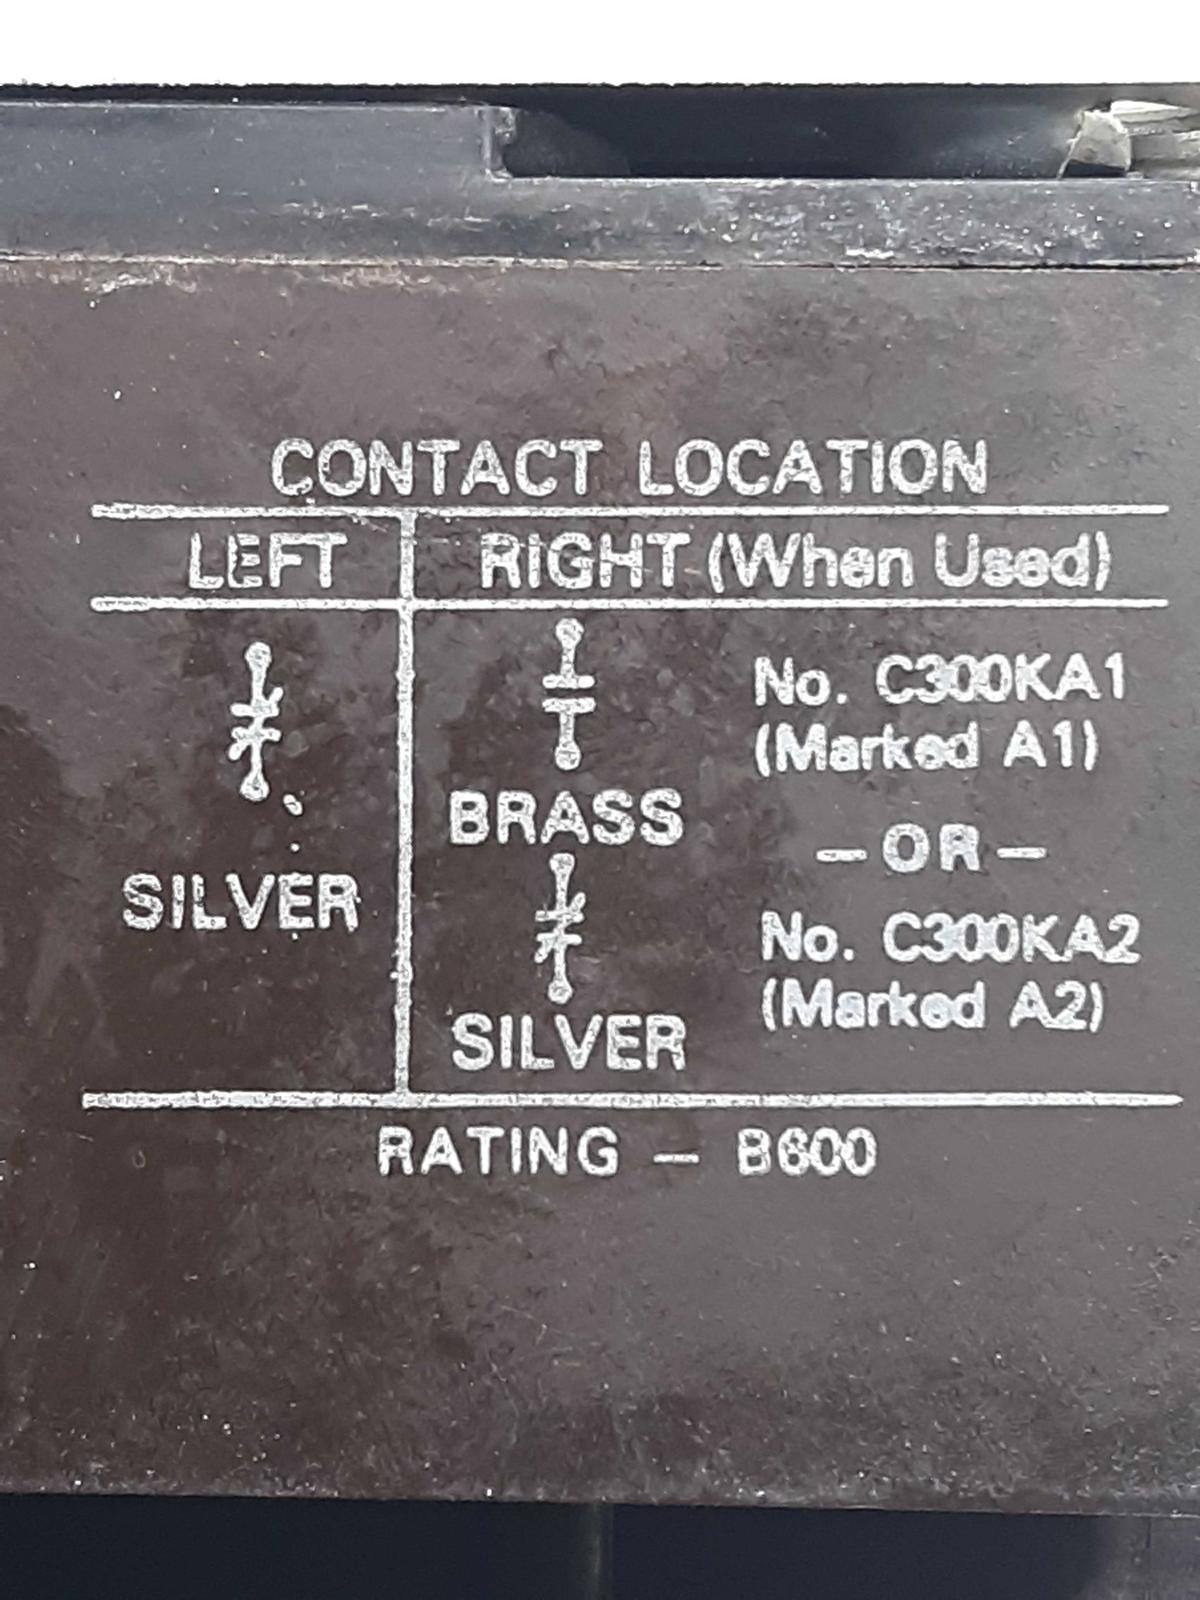 CONTACT LOCATION
LEFT RIGHT (When Used)
No. C300KA1
(Marked A1)
BRASS
— OR —
SILVER
No. C300KA2
(Marked A2)
SILVER
RATING — B600